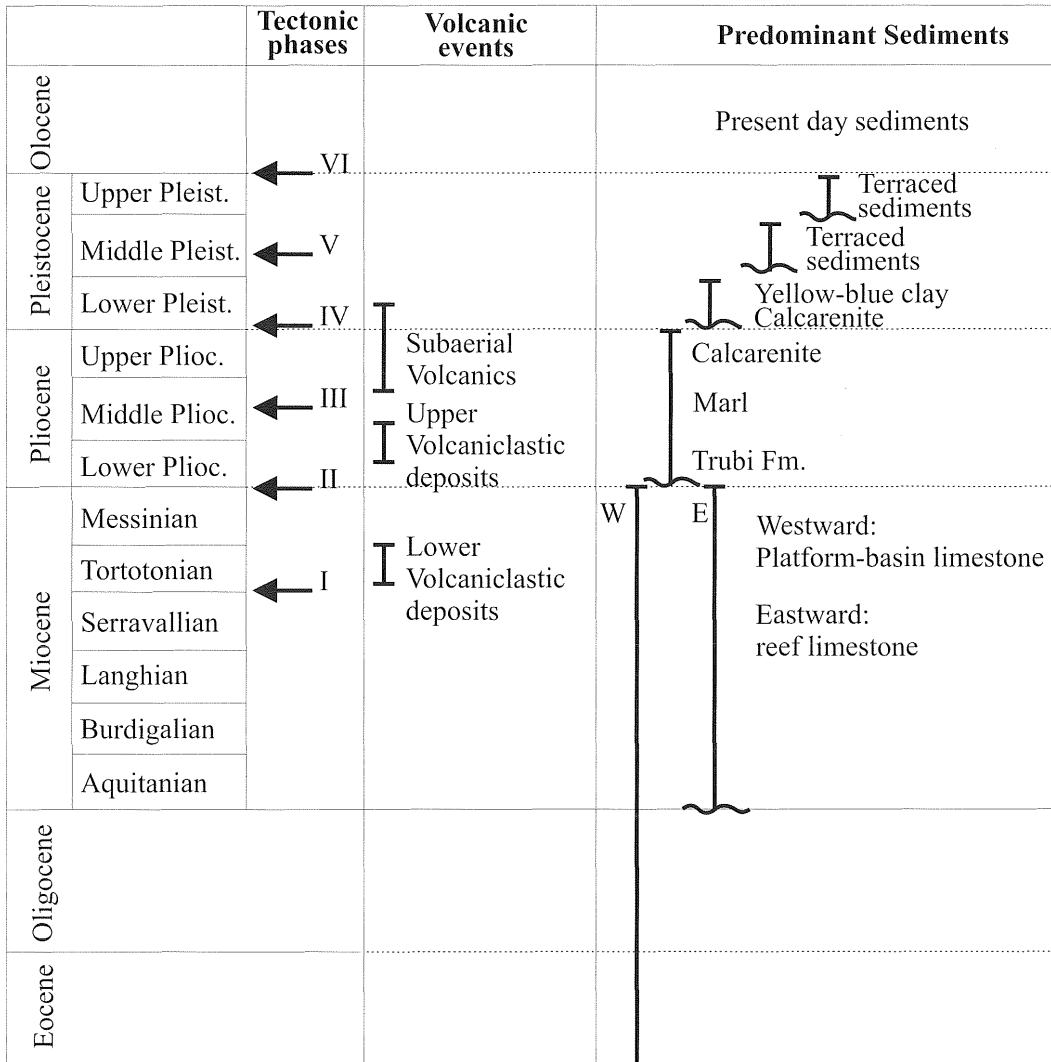 Tectonic
phases
Volcanic
events
Predominant Sediments
Olocene
Present day sediments
VI
Pleistocene
Upper Pleist.
Terraced
sediments
Middle Pleist.
V
Terraced
sediments
Lower Pleist.
IV
Yellow-blue clay
Calcarenite
Pliocene
Upper Plioc.
Subaerial
Volcanics
Calcarenite
Middle Plioc.
III
Upper
Volcaniclastic
deposits
Marl
Lower Plioc.
II
Trubi Fm.
Miocene
Messinian
W
E
Westward:
Platform-basin limestone
Tortotonian
I
Lower
Volcaniclastic
deposits
Serravallian
Eastward:
reef limestone
Langhian
Burdigalian
Aquitanian
Oligocene
Eocene